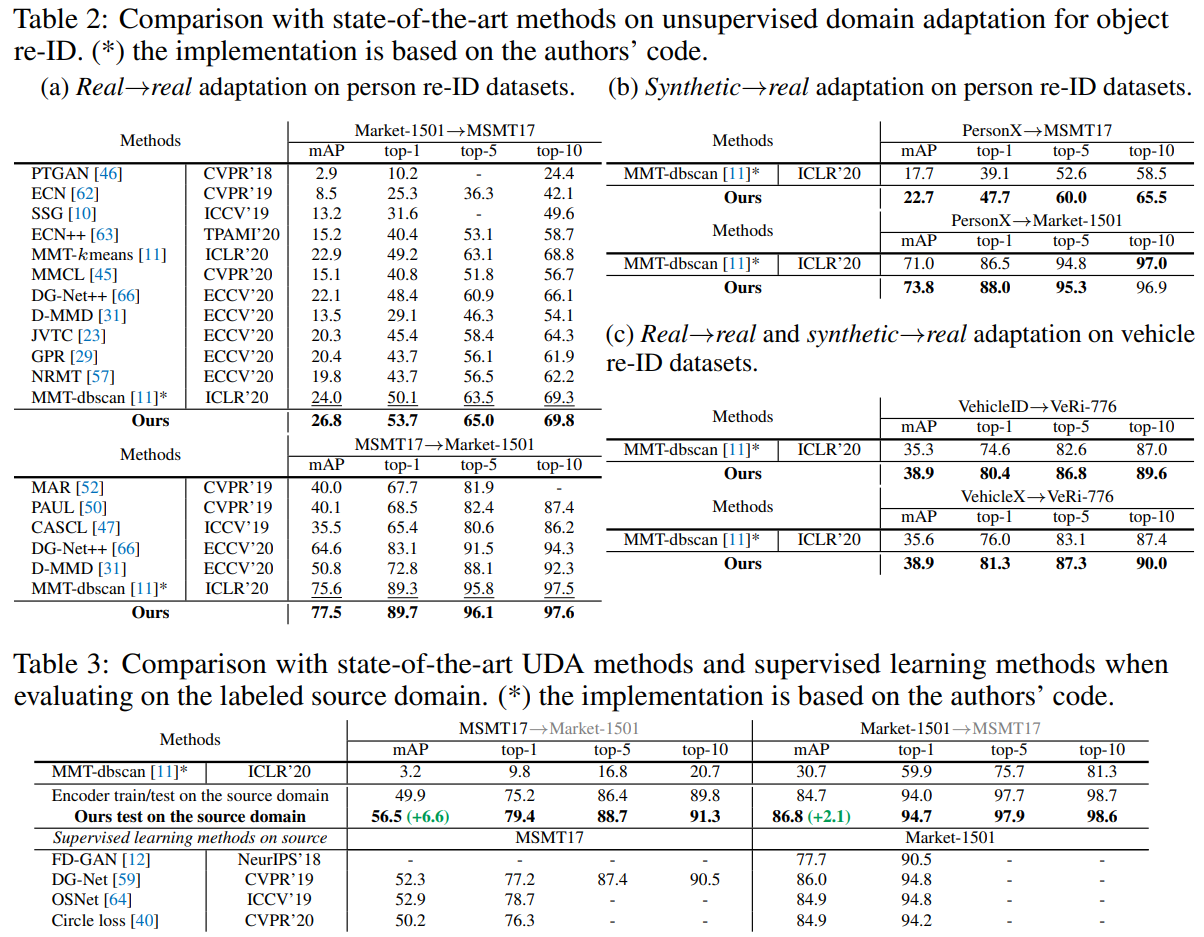 Table 2: Comparison with state-of-the-art methods on unsupervised domain adaptation for object
re-ID. (*) the implementation is based on the authors' code.
(a) Real→real adaptation on person re-ID datasets.
Methods Market-1501→MSMT17
mAP top-1 top-5 top-10
PTGAN [46] CVPR'18 2.9 10.2 - 24.4
ECN [62] CVPR'19 8.5 25.3 36.3 42.1
SSG [10] ICCV'19 13.2 31.6 - 49.6
ECN++ [63] TPAMI'20 15.2 40.4 53.1 58.7
MMT-kmeans [11] ICLR'20 22.9 49.2 63.1 68.8
MMCL [45] CVPR'20 15.1 40.8 51.8 56.7
DG-Net++ [66] ECCV'20 22.1 48.4 60.9 66.1
D-MMD [31] ECCV'20 13.5 29.1 46.3 54.1
JVTC [23] ECCV'20 20.3 45.4 58.4 64.3
GPR [29] ECCV'20 20.4 43.7 56.1 61.9
NRMT [57] ECCV'20 19.8 43.7 56.5 62.2
MMT-dbscan [11]* ICLR'20 24.0 50.1 63.5 69.3
Ours 26.8 53.7 65.0 69.8
Methods MSMT17→Market-1501
mAP top-1 top-5 top-10
MAR [52] CVPR'19 40.0 67.7 81.9 -
PAUL [50] CVPR'19 40.1 68.5 82.4 87.4
CASCL [47] ICCV'19 35.5 65.4 80.6 86.2
DG-Net++ [66] ECCV'20 64.6 83.1 91.5 94.3
D-MMD [31] ECCV'20 50.8 72.8 88.1 92.3
MMT-dbscan [11]* ICLR'20 75.6 89.3 95.8 97.5
Ours 77.5 89.7 96.1 97.6
(b) Synthetic→real adaptation on person re-ID datasets.
Methods PersonX→MSMT17
mAP top-1 top-5 top-10
MMT-dbscan [11]* ICLR'20 17.7 39.1 52.6 58.5
Ours 22.7 47.7 60.0 65.5
Methods PersonX→Market-1501
mAP top-1 top-5 top-10
MMT-dbscan [11]* ICLR'20 71.0 86.5 94.8 97.0
Ours 73.8 88.0 95.3 96.9
(c) Real→real and synthetic→real adaptation on vehicle
re-ID datasets.
Methods VehicleID→VeRi-776
mAP top-1 top-5 top-10
MMT-dbscan [11]* ICLR'20 35.3 74.6 82.6 87.0
Ours 38.9 80.4 86.8 89.6
Methods VehicleX→VeRi-776
mAP top-1 top-5 top-10
MMT-dbscan [11]* ICLR'20 35.6 76.0 83.1 87.4
Ours 38.9 81.3 87.3 90.0
Table 3: Comparison with state-of-the-art UDA methods and supervised learning methods when
evaluating on the labeled source domain. (*) the implementation is based on the authors' code.
Methods MSMT17→Market-1501 Market-1501→MSMT17
mAP top-1 top-5 top-10 mAP top-1 top-5 top-10
MMT-dbscan [11]* ICLR'20 3.2 9.8 16.8 20.7 30.7 59.9 75.7 81.3
Encoder train/test on the source domain 49.9 75.2 86.4 89.8 84.7 94.0 97.7 98.7
Ours test on the source domain 56.5 (+6.6) 79.4 88.7 91.3 86.8 (+2.1) 94.7 97.9 98.6
Supervised learning methods on source MSMT17 Market-1501
FD-GAN [12] NeurIPS'18 - - - - 77.7 90.5 - -
DG-Net [59] CVPR'19 52.3 77.2 87.4 90.5 86.0 94.8 - -
OSNet [64] ICCV'19 52.9 78.7 - - 84.9 94.8 - -
Circle loss [40] CVPR'20 50.2 76.3 - - 84.9 94.2 - -